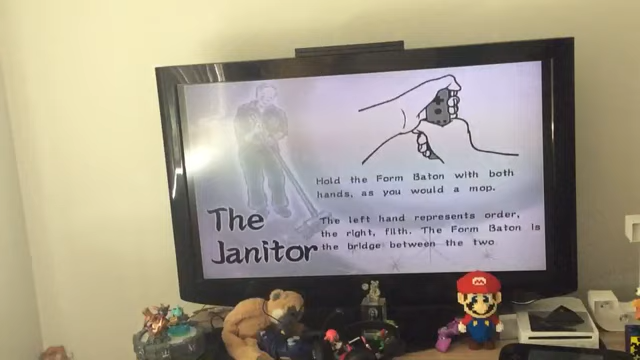 Hold the Form Baton with both
hands, as you would a mop.
The left hand represents order,
the right, filth. The Form Baton is
the bridge between the two
The
Janitor